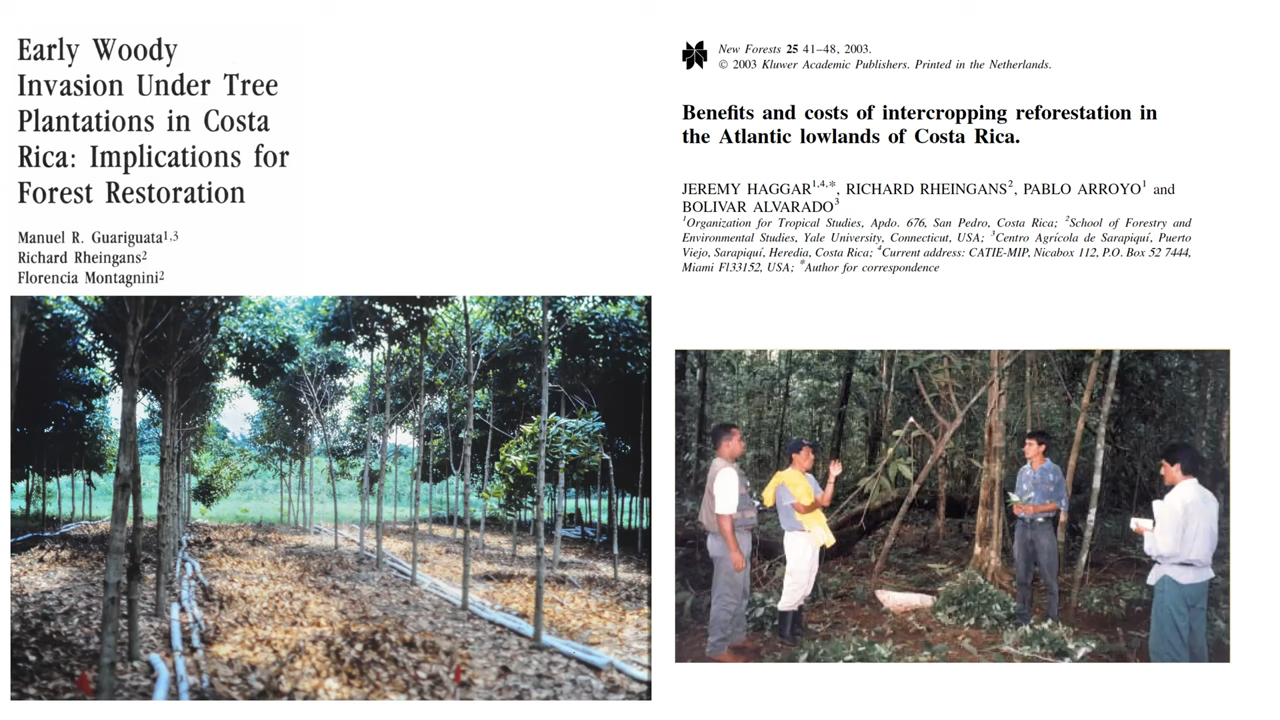 Early Woody
Invasion Under Tree
Plantations in Costa
Rica: Implications for
Forest Restoration
Manuel R. Guariguata1,3
Richard Rheingans2
Florencia Montagnini2
New Forests 25 41–48, 2003.
© 2003 Kluwer Academic Publishers. Printed in the Netherlands.
Benefits and costs of intercropping reforestation in
the Atlantic lowlands of Costa Rica.
JEREMY HAGGAR1,4,*, RICHARD RHEINGANS2, PABLO ARROYO1 and
BOLIVAR ALVARADO3
1Organization for Tropical Studies, Apdo. 676, San Pedro, Costa Rica; 2School of Forestry and
Environmental Studies, Yale University, Connecticut, USA; 3Centro Agrícola de Sarapiquí, Puerto
Viejo, Sarapiquí, Heredia, Costa Rica; 4Current address: CATIE-MIP, Nicabox 112, P.O. Box 52 7444,
Miami Fl33152, USA; *Author for correspondence